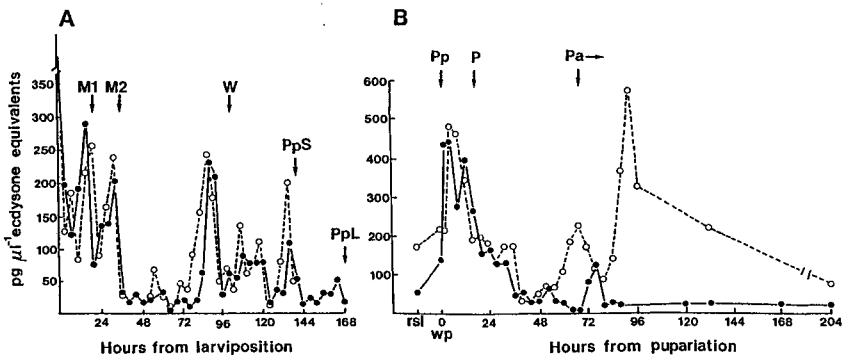 A
B
pg µl⁻¹ ecdysone equivalents
350
300
250
200
150
100
50
M1 M2 W PpS PpL
24 48 72 96 120 144 168
Hours from larviposition
600
500
400
300
200
100
Pp P Pa
rsl 0 24 48 72 96 120 144 168 204
wp
Hours from pupariation